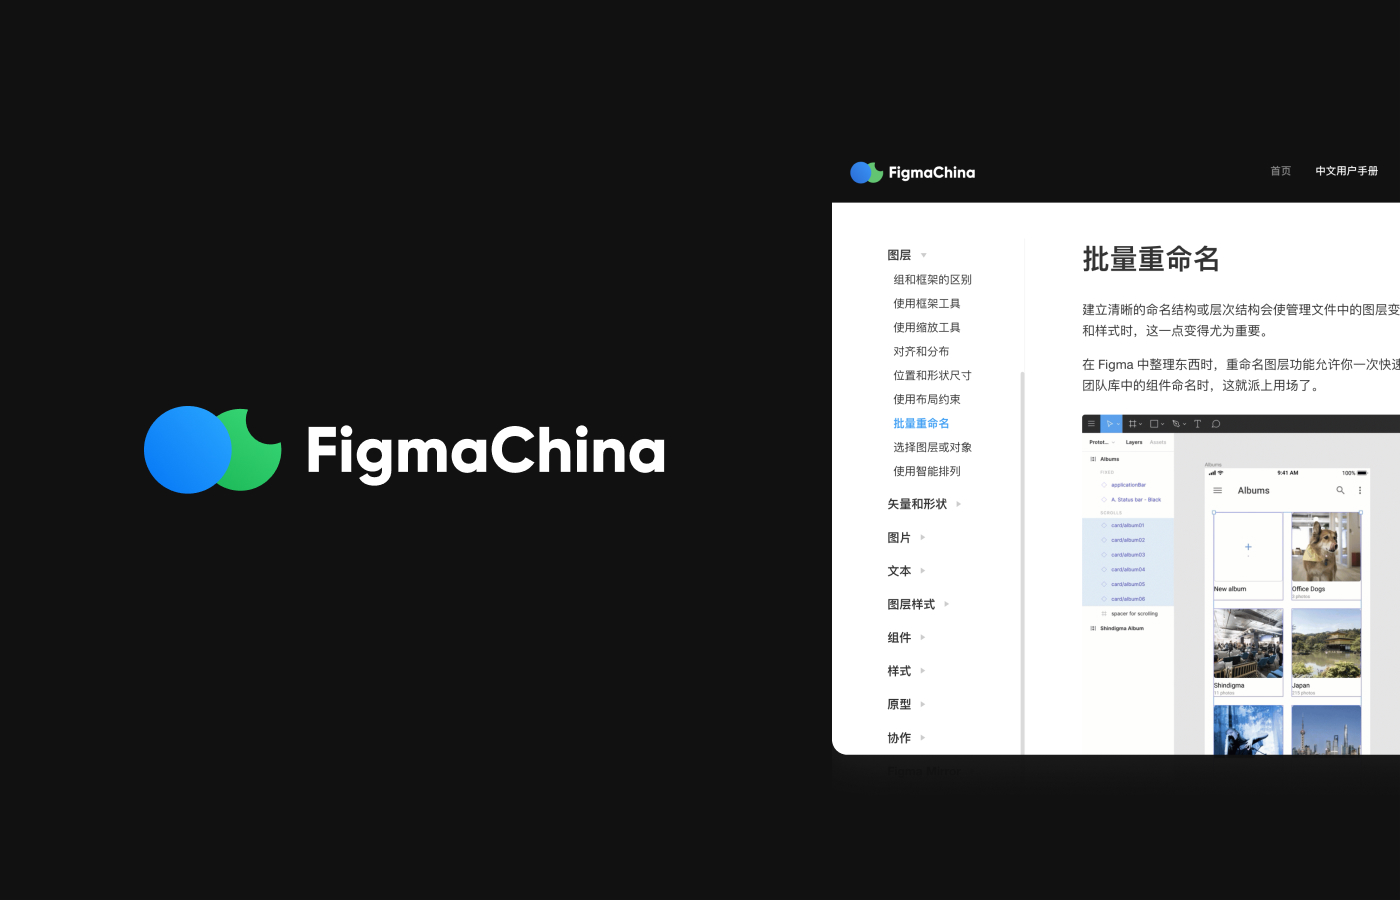 FigmaChina
FigmaChina
首页
中文用户手册
图层
组和框架的区别
使用框架工具
使用缩放工具
对齐和分布
位置和形状尺寸
使用布局约束
批量重命名
选择图层或对象
使用智能排列
矢量和形状
图片
文本
图层样式
组件
样式
原型
协作
批量重命名
建立清晰的命名结构或层次结构会使管理文件中的图层变
和样式时，这一点变得尤为重要。
在 Figma 中整理东西时，重命名图层功能允许你一次快速
团队库中的组件命名时，这就派上用场了。
Protot...
Layers
Assets
Albums
FIXED
applicationBar
A. Status bar - Black
SCROLLS
card/album01
card/album02
card/album03
card/album04
card/album05
card/album06
spacer for scrolling
Shindigma Album
Albums
9:41 AM
100%
Albums
New album
Office Dogs
Shindigma
11 photos
Japan
215 photos